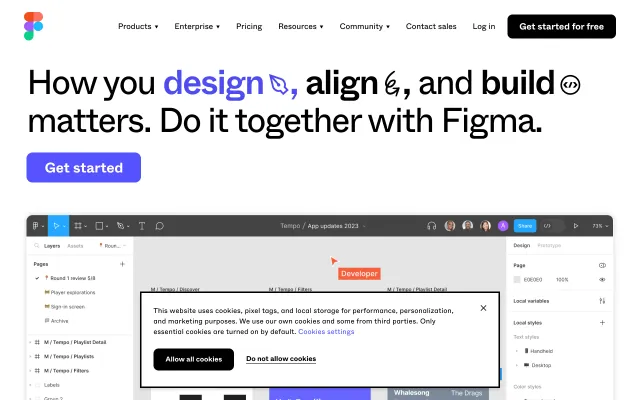 Products Enterprise Pricing Resources Community Contact sales Log in Get started for free
How you design, align, and build
matters. Do it together with Figma.
Get started
Tempo / App updates 2023
Share
73%
Layers Assets 📍 Roun...
Pages
✓ 📍 Round 1 review 5/8
Player explorations
Sign-in screen
Archive
M / Tempo / Playlist Detail
M / Tempo / Playlists
M / Tempo / Filters
Labels
Group 2
Developer
M / Tempo / Discover
M / Tempo / Filters
M / Tempo / Playlist Detail
This website uses cookies, pixel tags, and local storage for performance, personalization,
and marketing purposes. We use our own cookies and some from third parties. Only
essential cookies are turned on by default. Cookies settings
Allow all cookies Do not allow cookies
Whalesong The Drags
Design Prototype
Page
E0E0E0 100%
Local variables
Local styles
Text styles
Handheld
Desktop
Color styles